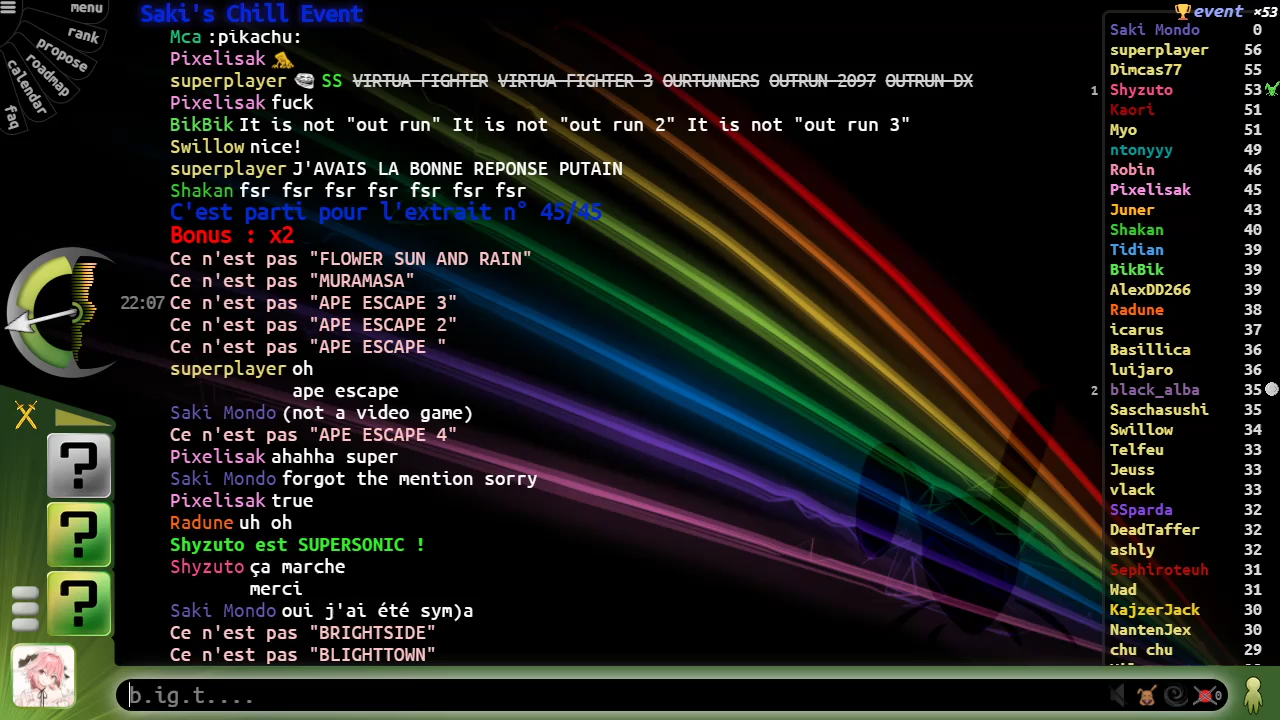 menu
rank
propose
roadmap
calendar
faq
Saki's Chill Event
Mca :pikachu:
Pixelisak
superplayer SS VIRTUA FIGHTER VIRTUA FIGHTER 3 OURTUNNERS OUTRUN 2097 OUTRUN DX
Pixelisak fuck
BikBik It is not "out run" It is not "out run 2" It is not "out run 3"
Swillow nice!
superplayer J'AVAIS LA BONNE REPONSE PUTAIN
Shakan fsr fsr fsr fsr fsr fsr fsr
C'est parti pour l'extrait n° 45/45
Bonus : x2
Ce n'est pas "FLOWER SUN AND RAIN"
Ce n'est pas "MURAMASA"
22:07 Ce n'est pas "APE ESCAPE 3"
Ce n'est pas "APE ESCAPE 2"
Ce n'est pas "APE ESCAPE "
superplayer oh
ape escape
Saki Mondo (not a video game)
Ce n'est pas "APE ESCAPE 4"
Pixelisak ahahha super
Saki Mondo forgot the mention sorry
Pixelisak true
Radune uh oh
Shyzuto est SUPERSONIC !
Shyzuto ça marche
merci
Saki Mondo oui j'ai été sym)a
Ce n'est pas "BRIGHTSIDE"
Ce n'est pas "BLIGHTTOWN"
b.ig.t....
0
event ×53
Saki Mondo 0
superplayer 56
Dimcas77 55
1 Shyzuto 53
Kaori 51
Myo 51
ntonyyy 49
Robin 46
Pixelisak 45
Juner 43
Shakan 40
Tidian 39
BikBik 39
AlexDD266 39
Radune 38
icarus 37
Basillica 36
luijaro 36
2 black_alba 35
Saschasushi 35
Swillow 34
Telfeu 33
Jeuss 33
vlack 33
SSparda 32
DeadTaffer 32
ashly 32
Sephiroteuh 31
Wad 31
KajzerJack 30
NantenJex 30
chu chu 29